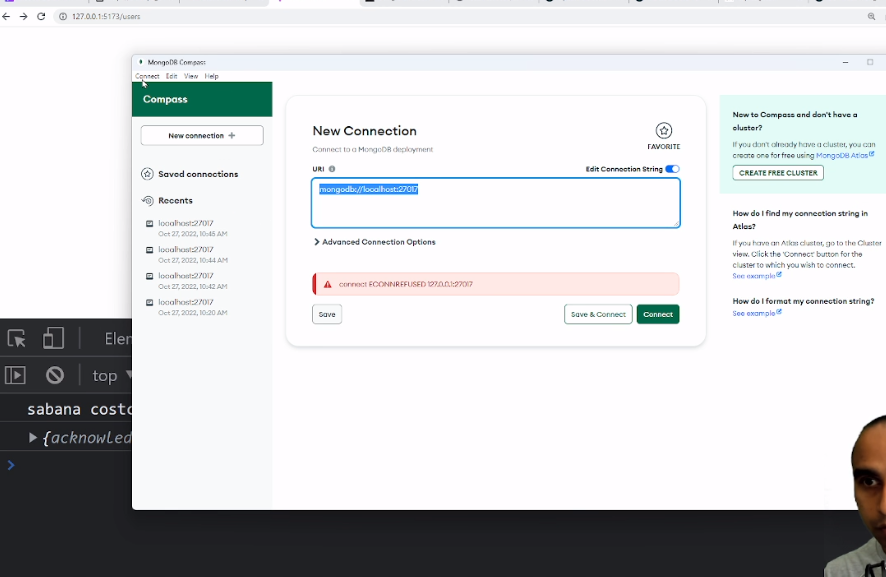 127.0.0.1:5173/users
MongoDB Compass
Connect Edit View Help
Compass
New connection +
Saved connections
Recents
localhost:27017
Oct 27, 2022, 10:45 AM
localhost:27017
Oct 27, 2022, 10:44 AM
localhost:27017
Oct 27, 2022, 10:42 AM
localhost:27017
Oct 27, 2022, 10:20 AM
New Connection
Connect to a MongoDB deployment
FAVORITE
URI
Edit Connection String
mongodb://localhost:27017
Advanced Connection Options
connect ECONNREFUSED 127.0.0.1:27017
Save
Save & Connect
Connect
New to Compass and don't have a
cluster?
If you don't already have a cluster, you can
create one for free using MongoDB Atlas
CREATE FREE CLUSTER
How do I find my connection string in
Atlas?
If you have an Atlas cluster, go to the Cluster
view. Click the 'Connect' button for the
cluster to which you wish to connect.
See example
How do I format my connection string?
See example
Elen
top
sabana costo
{acknowled